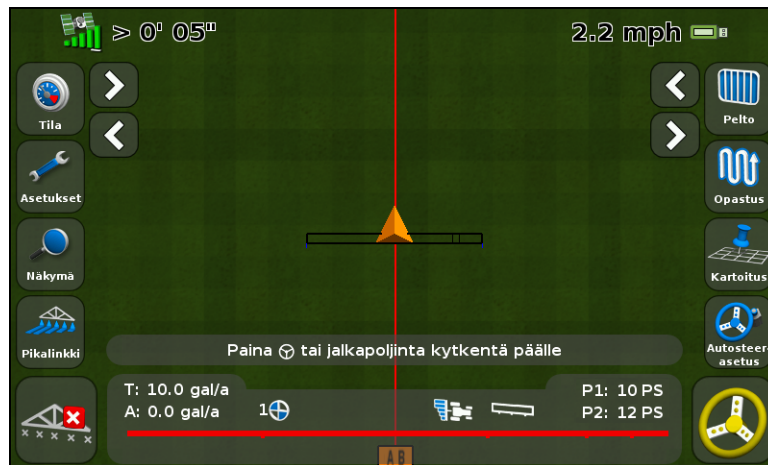 > 0' 05"
2.2 mph
Tila
Asetukset
Näkymä
Pikalinkki
Pelto
Opastus
Kartoitus
Autosteer-
asetus
Paina tai jalkapoljinta kytkentä päälle
T: 10.0 gal/a
A: 0.0 gal/a
1
P1: 10 PS
P2: 12 PS
A B